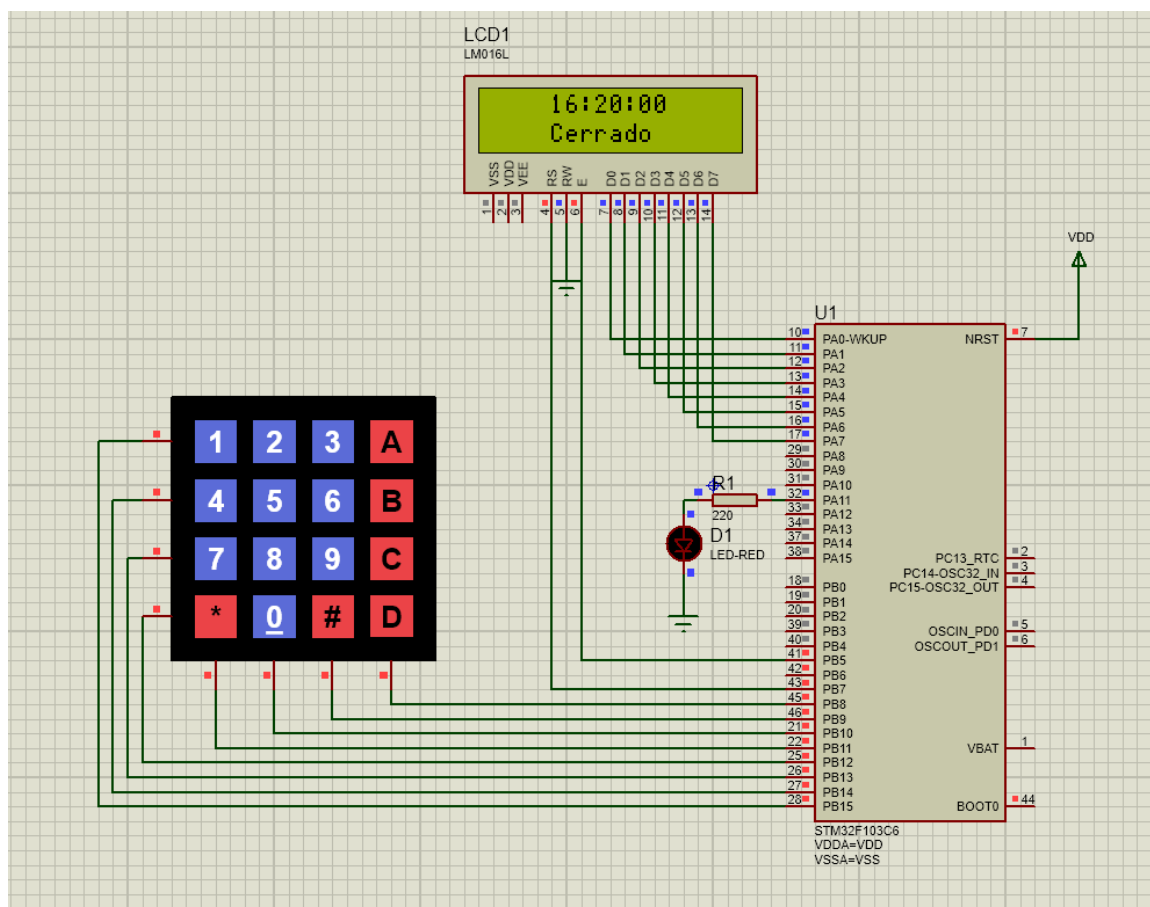 LCD1
LM016L
16:20:00
Cerrado
VSS VDD VEE RS RW E D0 D1 D2 D3 D4 D5 D6 D7
1 2 3 4 5 6 7 8 9 10 11 12 13 14
VDD
U1
10 PA0-WKUP NRST 7
11 PA1
12 PA2
13 PA3
14 PA4
15 PA5
16 PA6
17 PA7
29 PA8
30 PA9
31 PA10
32 PA11
33 PA12
34 PA13
37 PA14
38 PA15 PC13_RTC 2
PC14-OSC32_IN 3
18 PB0 PC15-OSC32_OUT 4
19 PB1
20 PB2
39 PB3 OSCIN_PD0 5
40 PB4 OSCOUT_PD1 6
41 PB5
42 PB6
43 PB7
45 PB8
46 PB9
21 PB10
22 PB11 VBAT 1
25 PB12
26 PB13
27 PB14
28 PB15 BOOT0 44
STM32F103C6
VDDA=VDD
VSSA=VSS
R1
220
D1
LED-RED
1 2 3 A
4 5 6 B
7 8 9 C
* 0 # D